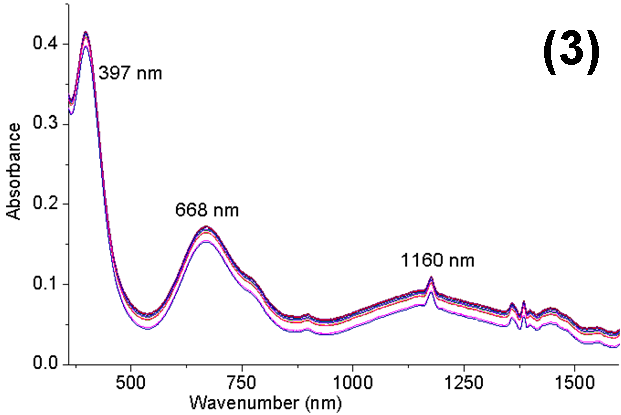 (3)
0.4
397 nm
0.3
Absorbance
0.2
668 nm
1160 nm
0.1
0.0
500 750 1000 1250 1500
Wavenumber (nm)